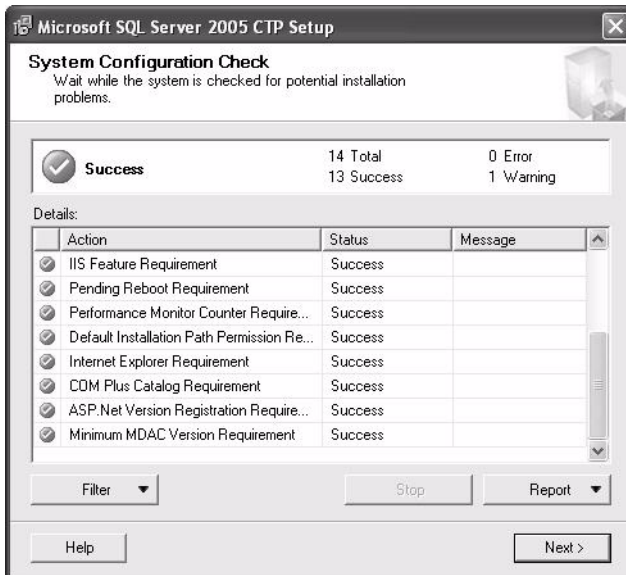 Microsoft SQL Server 2005 CTP Setup
System Configuration Check
Wait while the system is checked for potential installation
problems.
Success
14 Total
0 Error
13 Success
1 Warning
Details:
Action Status Message
IIS Feature Requirement Success
Pending Reboot Requirement Success
Performance Monitor Counter Require... Success
Default Installation Path Permission Re... Success
Internet Explorer Requirement Success
COM Plus Catalog Requirement Success
ASP.Net Version Registration Require... Success
Minimum MDAC Version Requirement Success
Filter Stop Report
Help Next >